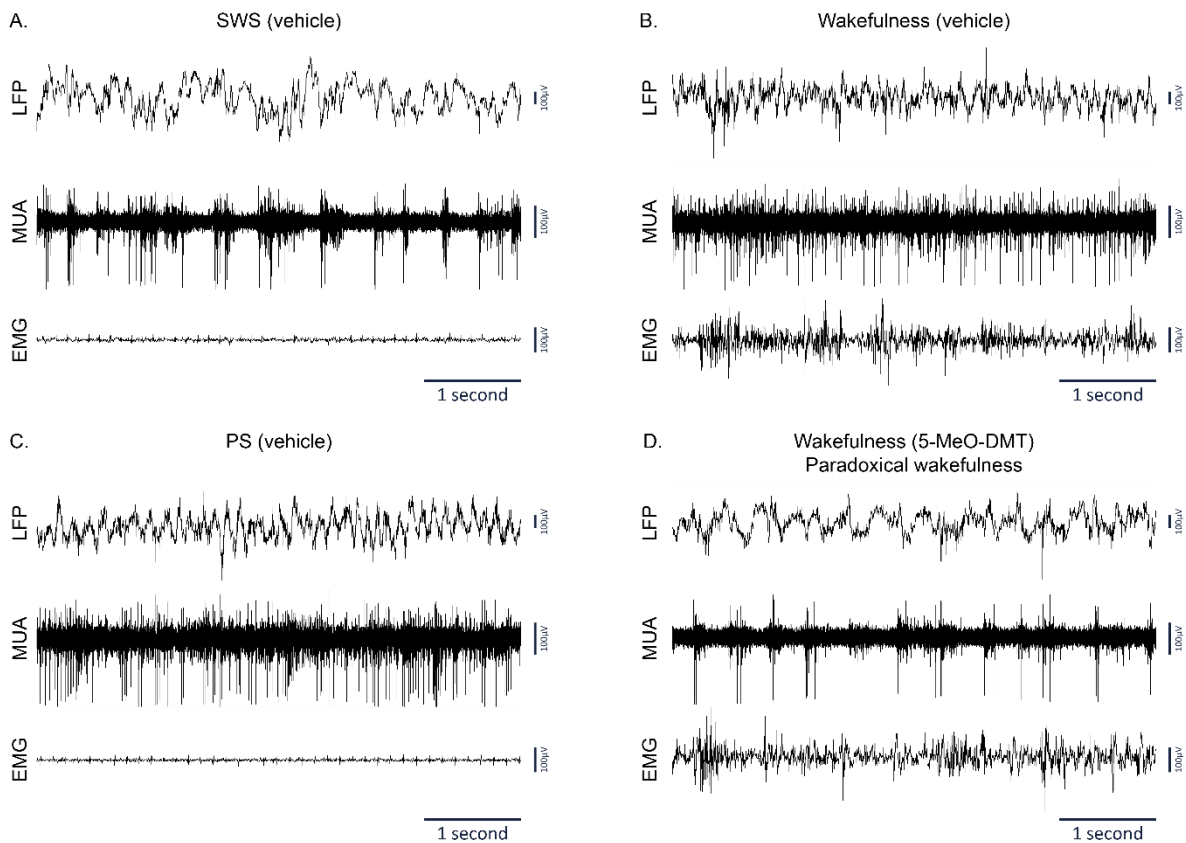 A. SWS (vehicle)
LFP
100µV
MUA
100µV
EMG
100µV
1 second
B. Wakefulness (vehicle)
LFP
100µV
MUA
100µV
EMG
100µV
1 second
C. PS (vehicle)
LFP
100µV
MUA
100µV
EMG
100µV
1 second
D. Wakefulness (5-MeO-DMT)
Paradoxical wakefulness
LFP
100µV
MUA
100µV
EMG
100µV
1 second